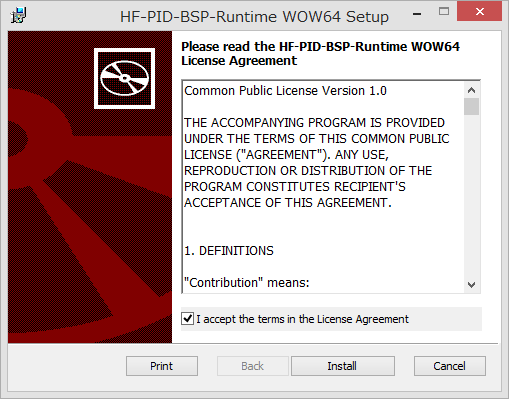 HF-PID-BSP-Runtime WOW64 Setup
Please read the HF-PID-BSP-Runtime WOW64
License Agreement
Common Public License Version 1.0
THE ACCOMPANYING PROGRAM IS PROVIDED
UNDER THE TERMS OF THIS COMMON PUBLIC
LICENSE ("AGREEMENT"). ANY USE,
REPRODUCTION OR DISTRIBUTION OF THE
PROGRAM CONSTITUTES RECIPIENT'S
ACCEPTANCE OF THIS AGREEMENT.
1. DEFINITIONS
"Contribution" means:
I accept the terms in the License Agreement
Print
Back
Install
Cancel